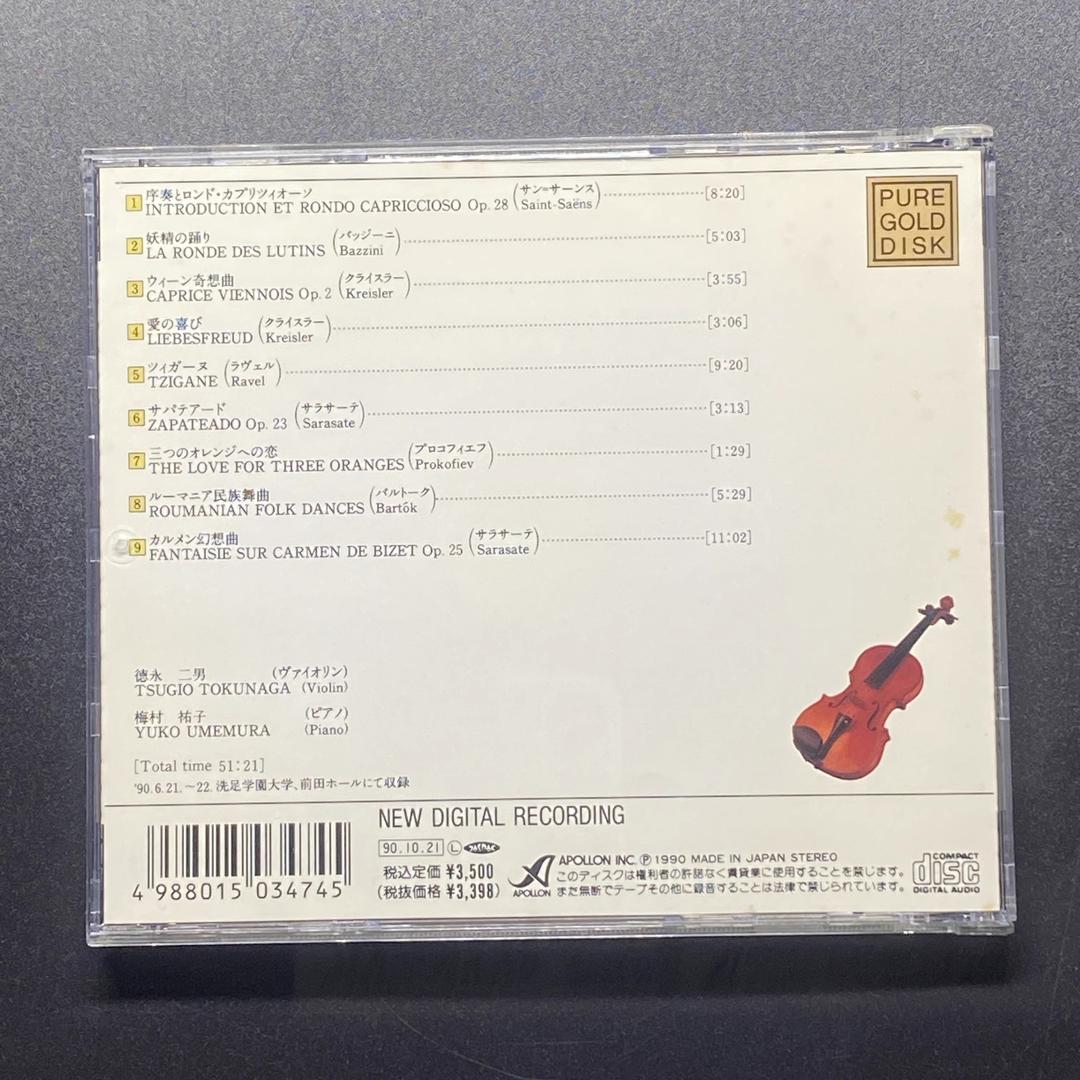 1 序奏とロンド・カプリツィオーソ (サン=サーンス
INTRODUCTION ET RONDO CAPRICCIOSO Op. 28 Saint-Saëns) [8:20]
2 妖精の踊り (バッジーニ
LA RONDE DES LUTINS Bazzini) [5:03]
3 ウィーン奇想曲 (クライスラー
CAPRICE VIENNOIS Op. 2 Kreisler) [3:55]
4 愛の喜び (クライスラー
LIEBESFREUD Kreisler) [3:06]
5 ツィガーヌ (ラヴェル
TZIGANE Ravel) [9:20]
6 サパテアード (サラサーテ
ZAPATEADO Op. 23 Sarasate) [3:13]
7 三つのオレンジへの恋 (プロコフィエフ
THE LOVE FOR THREE ORANGES Prokofiev) [1:29]
8 ルーマニア民族舞曲 (バルトーク
ROUMANIAN FOLK DANCES Bartök) [5:29]
9 カルメン幻想曲 (サラサーテ
FANTAISIE SUR CARMEN DE BIZET Op. 25 Sarasate) [11:02]
PURE
GOLD
DISK
徳永 二男 (ヴァイオリン)
TSUGIO TOKUNAGA (Violin)
梅村 祐子 (ピアノ)
YUKO UMEMURA (Piano)
[Total time 51:21]
'90.6.21.〜22. 洗足学園大学、前田ホールにて収録
NEW DIGITAL RECORDING
90.10.21 Ⓛ JASRAC
税込定価 ¥3,500
(税抜価格 ¥3,398)
APOLLON
APOLLON INC. Ⓟ 1990 MADE IN JAPAN STEREO
このディスクは権利者の許諾なく賃貸業に使用することを禁じます。
また無断でテープその他に録音することは法律で禁じられています。
COMPACT
disc
DIGITAL AUDIO
4 988015 034745